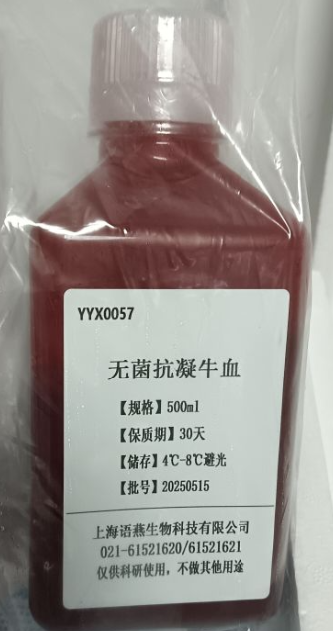 YYX0057
无菌抗凝牛血
【规格】500ml
【保质期】30天
【储存】4℃-8℃避光
【批号】20250515
上海语燕生物科技有限公司
021-61521620/61521621
仅供科研使用，不做其他用途